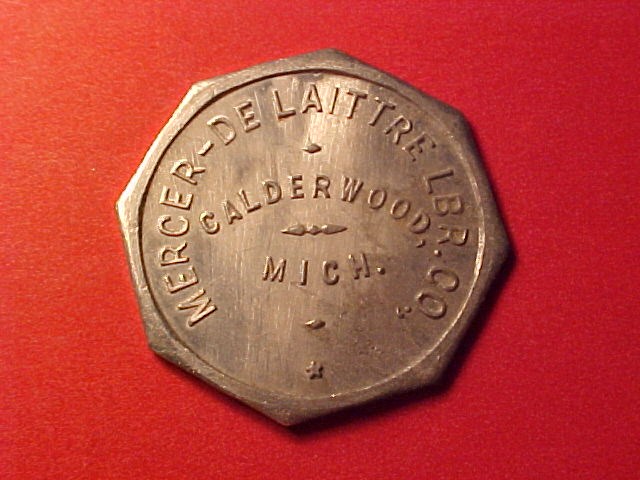 MERCER-DE LAITTRE LBR. CO.
CALDERWOOD,
MICH.